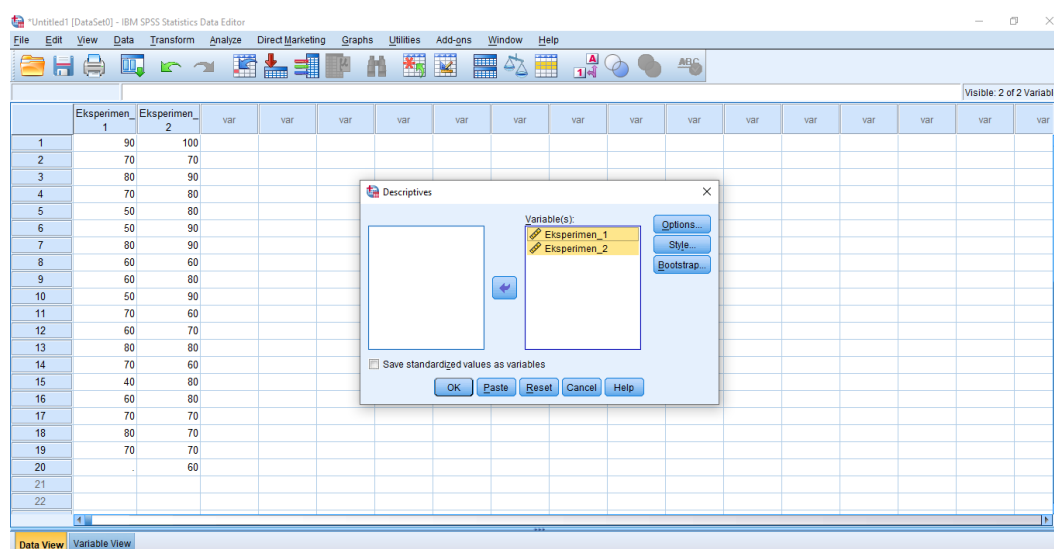 *Untitled1 [DataSet0] - IBM SPSS Statistics Data Editor
File Edit View Data Transform Analyze Direct Marketing Graphs Utilities Add-ons Window Help
Visible: 2 of 2 Variabl
Eksperimen_1 Eksperimen_2 var var var var var var var var var var var var var var var
1 90 100
2 70 70
3 80 90
4 70 80
5 50 80
6 50 90
7 80 90
8 60 60
9 60 80
10 50 90
11 70 60
12 60 70
13 80 80
14 70 60
15 40 80
16 60 80
17 70 70
18 80 70
19 70 70
20 . 60
21
22
Descriptives
Variable(s):
Eksperimen_1
Eksperimen_2
Options...
Style...
Bootstrap...
Save standardized values as variables
OK Paste Reset Cancel Help
Data View Variable View